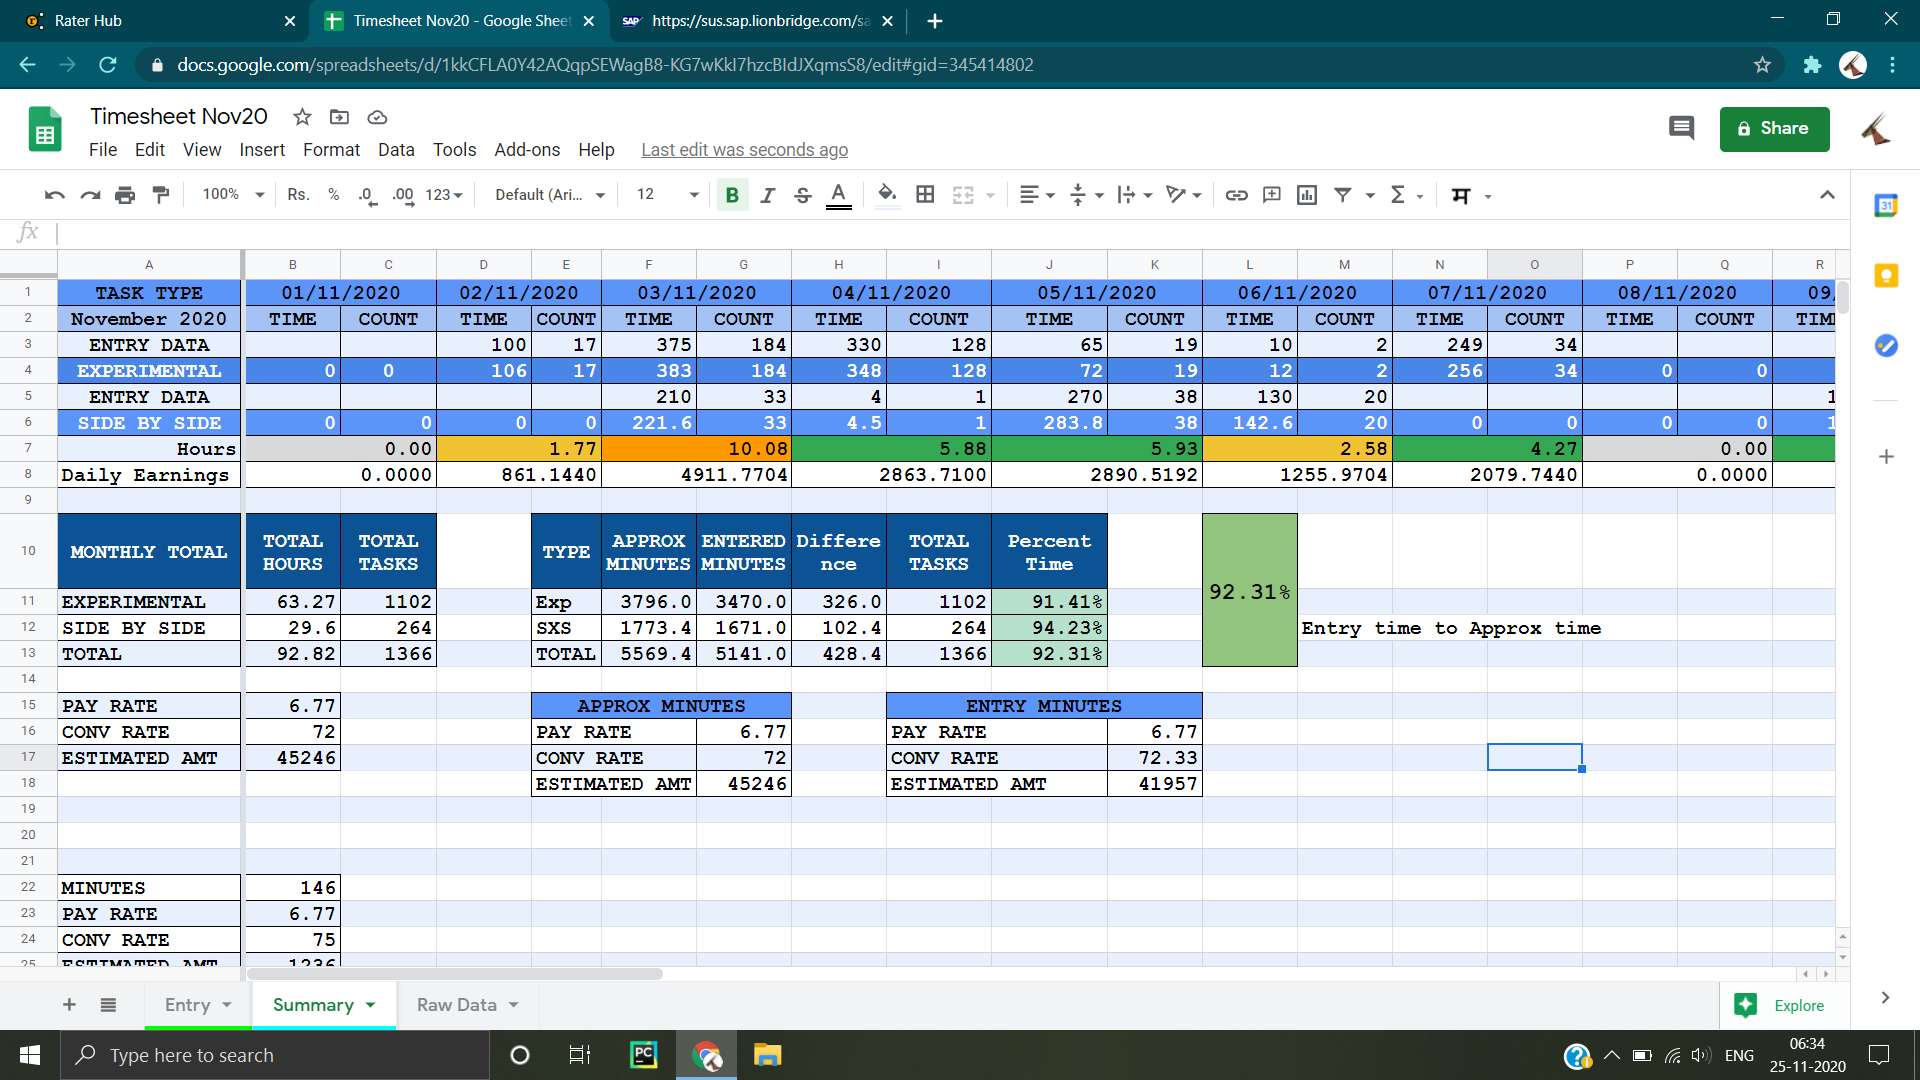 Rater Hub
Timesheet Nov20 - Google Sheet
SAP https://sus.sap.lionbridge.com/sa
docs.google.com/spreadsheets/d/1kkCFLA0Y42AQqpSEWagB8-KG7wKkI7hzcBIdJXqmsS8/edit#gid=345414802
Timesheet Nov20
Share
File Edit View Insert Format Data Tools Add-ons Help Last edit was seconds ago
100% Rs. % .0 .00 123 Default (Ari... 12 B I S A Σ म 31
fx
A B C D E F G H I J K L M N O P Q R
1 TASK TYPE 01/11/2020 02/11/2020 03/11/2020 04/11/2020 05/11/2020 06/11/2020 07/11/2020 08/11/2020 09/
2 November 2020 TIME COUNT TIME COUNT TIME COUNT TIME COUNT TIME COUNT TIME COUNT TIME COUNT TIME COUNT TIM
3 ENTRY DATA 100 17 375 184 330 128 65 19 10 2 249 34
4 EXPERIMENTAL 0 0 106 17 383 184 348 128 72 19 12 2 256 34 0 0
5 ENTRY DATA 210 33 4 1 270 38 130 20 1
6 SIDE BY SIDE 0 0 0 0 221.6 33 4.5 1 283.8 38 142.6 20 0 0 0 0 1
7 Hours 0.00 1.77 10.08 5.88 5.93 2.58 4.27 0.00
8 Daily Earnings 0.0000 861.1440 4911.7704 2863.7100 2890.5192 1255.9704 2079.7440 0.0000
9
10 MONTHLY TOTAL TOTAL HOURS TOTAL TASKS TYPE APPROX MINUTES ENTERED MINUTES Differe nce TOTAL TASKS Percent Time 92.31%
11 EXPERIMENTAL 63.27 1102 Exp 3796.0 3470.0 326.0 1102 91.41%
12 SIDE BY SIDE 29.6 264 SXS 1773.4 1671.0 102.4 264 94.23% Entry time to Approx time
13 TOTAL 92.82 1366 TOTAL 5569.4 5141.0 428.4 1366 92.31%
14
15 PAY RATE 6.77 APPROX MINUTES ENTRY MINUTES
16 CONV RATE 72 PAY RATE 6.77 PAY RATE 6.77
17 ESTIMATED AMT 45246 CONV RATE 72 CONV RATE 72.33
18 ESTIMATED AMT 45246 ESTIMATED AMT 41957
19
20
21
22 MINUTES 146
23 PAY RATE 6.77
24 CONV RATE 75
25 ESTIMATED AMT 1236
Entry Summary Raw Data Explore
Type here to search PC ENG 06:34
25-11-2020